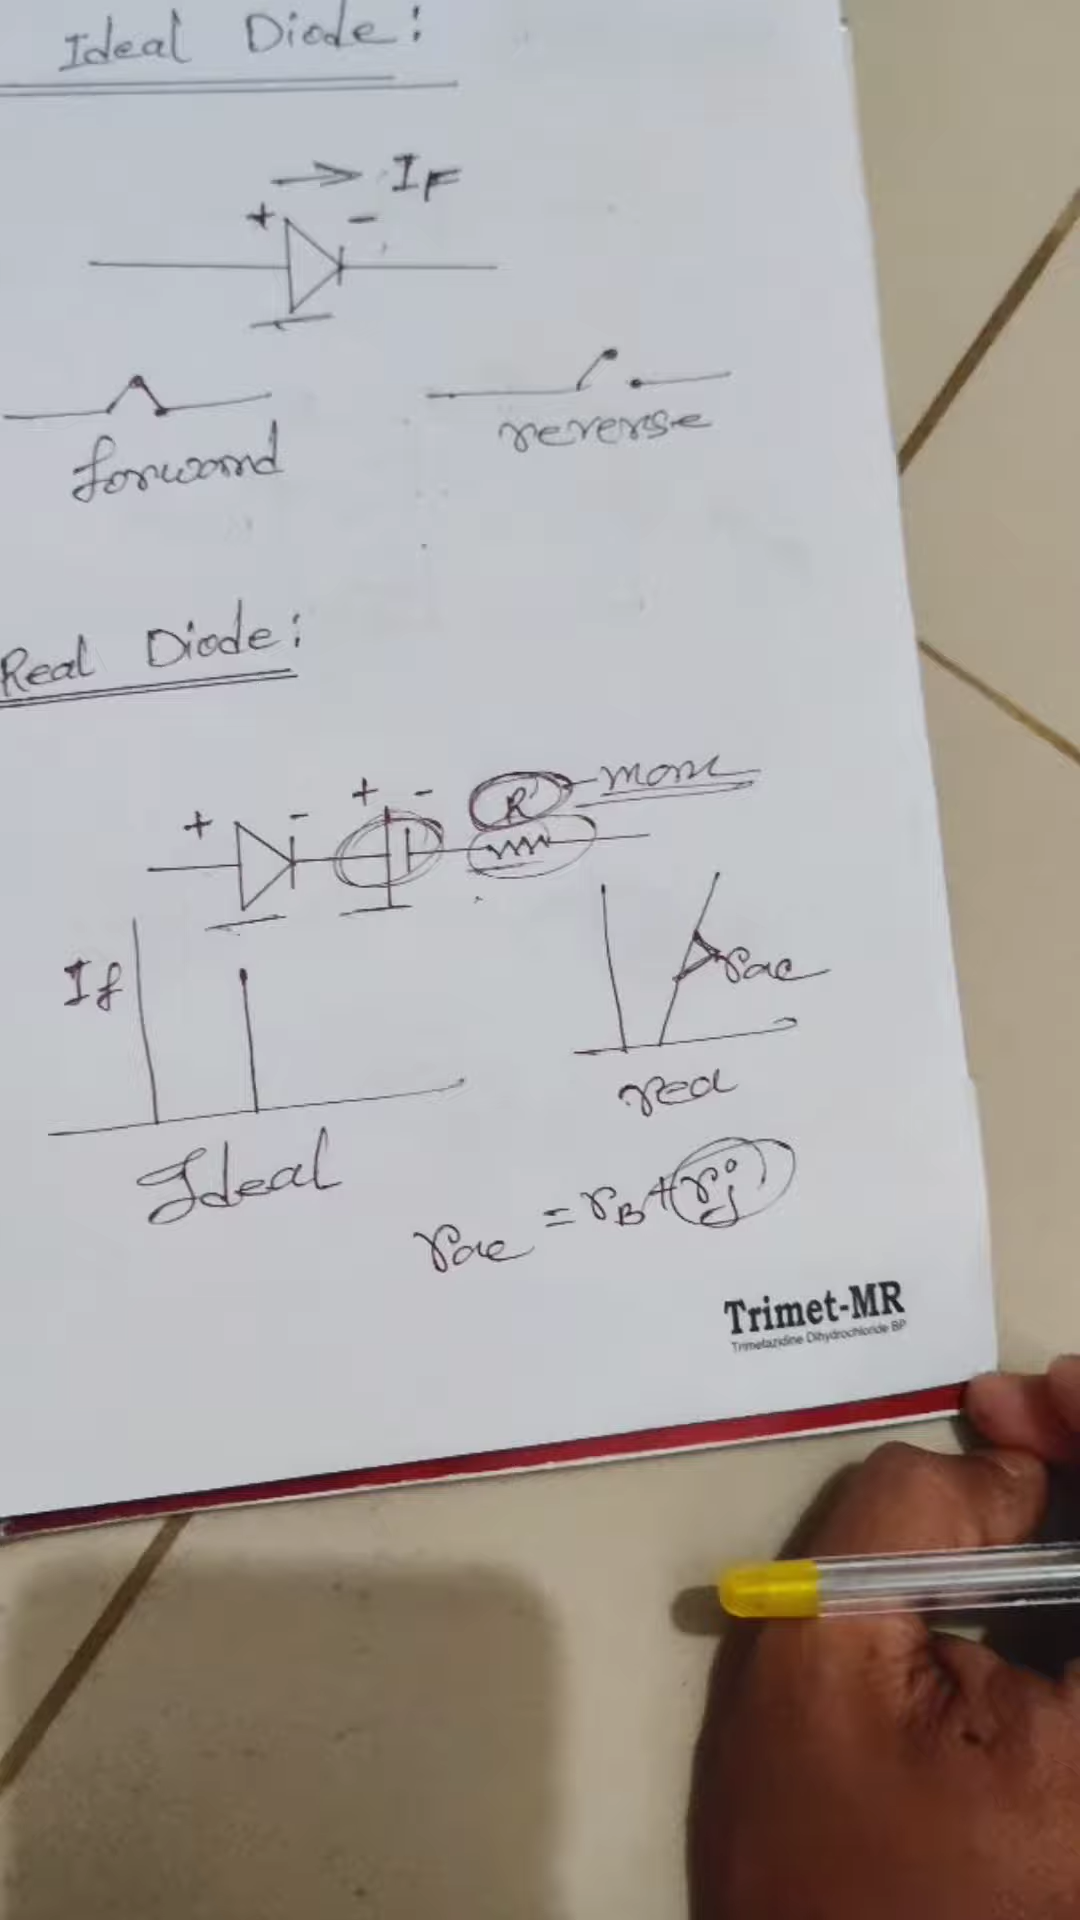 Ideal Diode:
→ IF
+ -
forward
reverse
Real Diode:
+ - + - R
If
rac
real
Ideal
rac = rB + rj
Trimet-MR
Trimetazidine Dihydrochloride BP